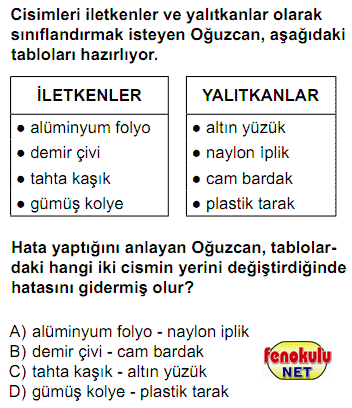 Cisimleri iletkenler ve yalıtkanlar olarak
sınıflandırmak isteyen Oğuzcan, aşağıdaki
tabloları hazırlıyor.
İLETKENLER
● alüminyum folyo
● demir çivi
● tahta kaşık
● gümüş kolye
YALITKANLAR
● altın yüzük
● naylon iplik
● cam bardak
● plastik tarak
Hata yaptığını anlayan Oğuzcan, tablolar-
daki hangi iki cismin yerini değiştirdiğinde
hatasını gidermiş olur?
A) alüminyum folyo - naylon iplik
B) demir çivi - cam bardak
C) tahta kaşık - altın yüzük
D) gümüş kolye - plastik tarak
fenokulu
NET